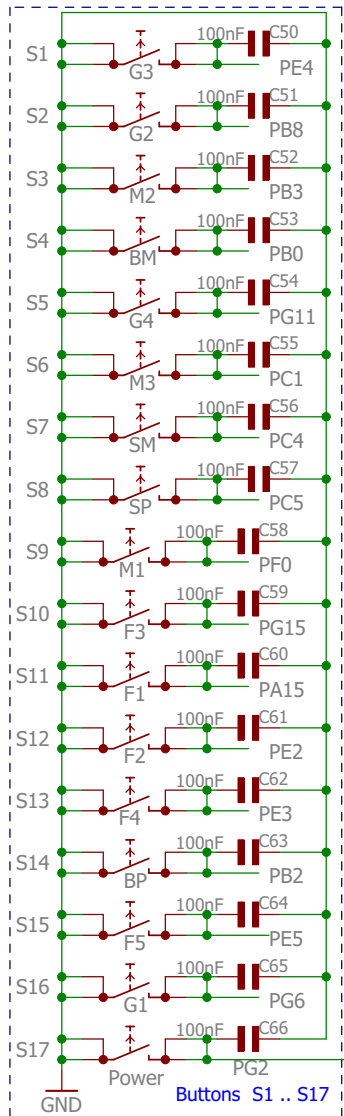 100nF C50
S1
G3 PE4
100nF C51
S2
G2 PB8
100nF C52
S3
M2 PB3
100nF C53
S4
BM PB0
100nF C54
S5
G4 PG11
100nF C55
S6
M3 PC1
100nF C56
S7
SM PC4
100nF C57
S8
SP PC5
100nF C58
S9
M1 PF0
100nF C59
S10
F3 PG15
100nF C60
S11
F1 PA15
100nF C61
S12
F2 PE2
100nF C62
S13
F4 PE3
100nF C63
S14
BP PB2
100nF C64
S15
F5 PE5
100nF C65
S16
G1 PG6
100nF C66
S17
Power PG2
GND Buttons S1 .. S17